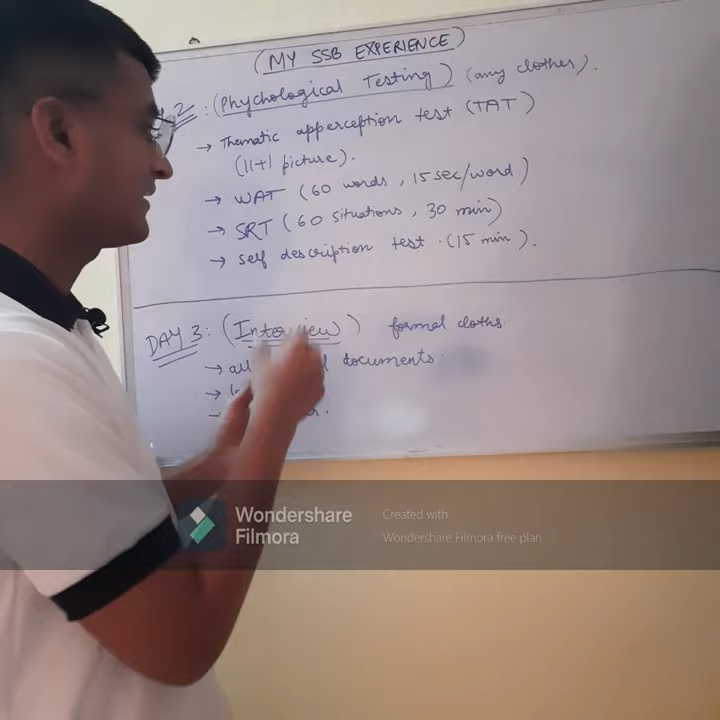 (MY SSB EXPERIENCE)
2 : (Phychological Testing) (any clothes).
→ Thematic apperception test (TAT)
(11+1 picture).
→ WAT (60 words, 15 sec/word)
→ SRT (60 situations, 30 min)
→ self description test. (15 min).
DAY 3: (Interview) formal cloths.
→ all documents.
Wondershare
Filmora
Created with
Wondershare Filmora free plan